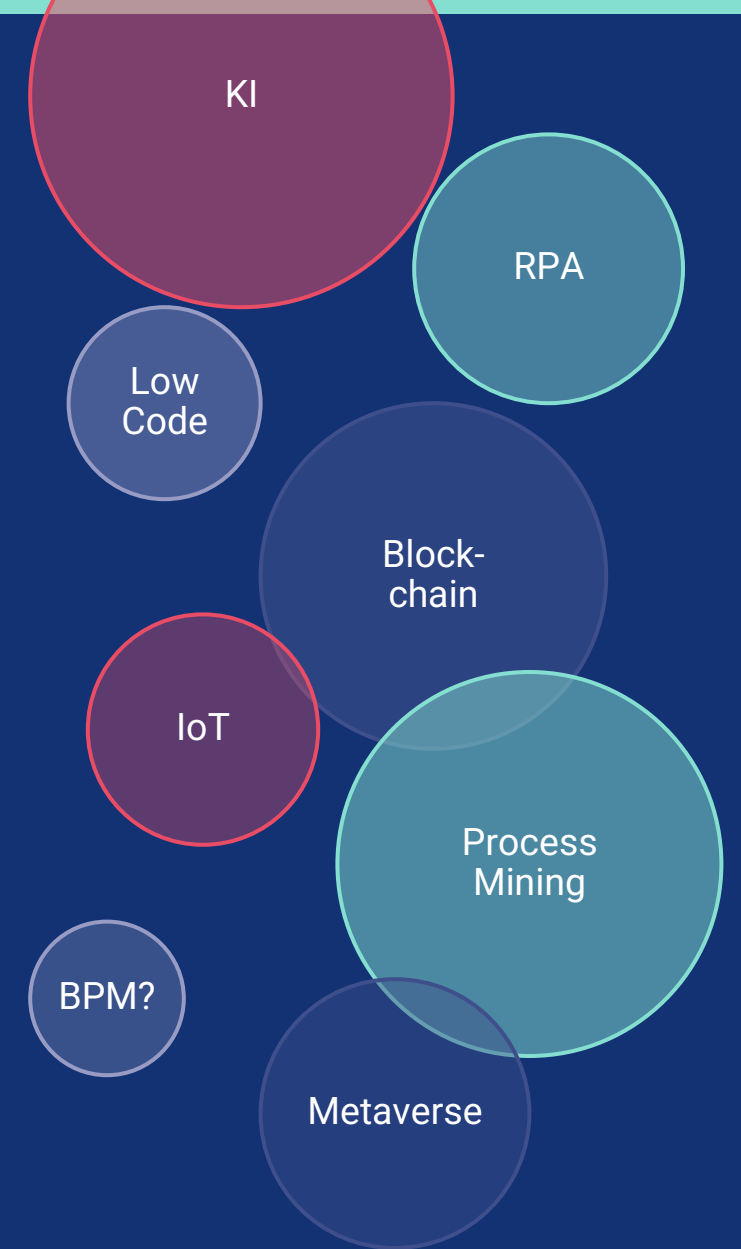 KI
RPA
Low
Code
Block-
chain
IoT
Process
Mining
BPM?
Metaverse